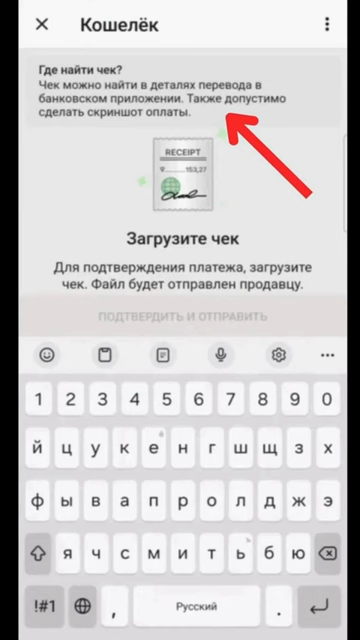 Кошелёк
Где найти чек?
Чек можно найти в деталях перевода в
банковском приложении. Также допустимо
сделать скриншот оплаты.
RECEIPT
153,27
Загрузите чек
Для подтверждения платежа, загрузите
чек. Файл будет отправлен продавцу.
ПОДТВЕРДИТЬ И ОТПРАВИТЬ
1 2 3 4 5 6 7 8 9 0
й ц у к е н г ш щ з х
ф ы в а п р о л д ж э
я ч с м и т ь б ю
!#1 , Русский .